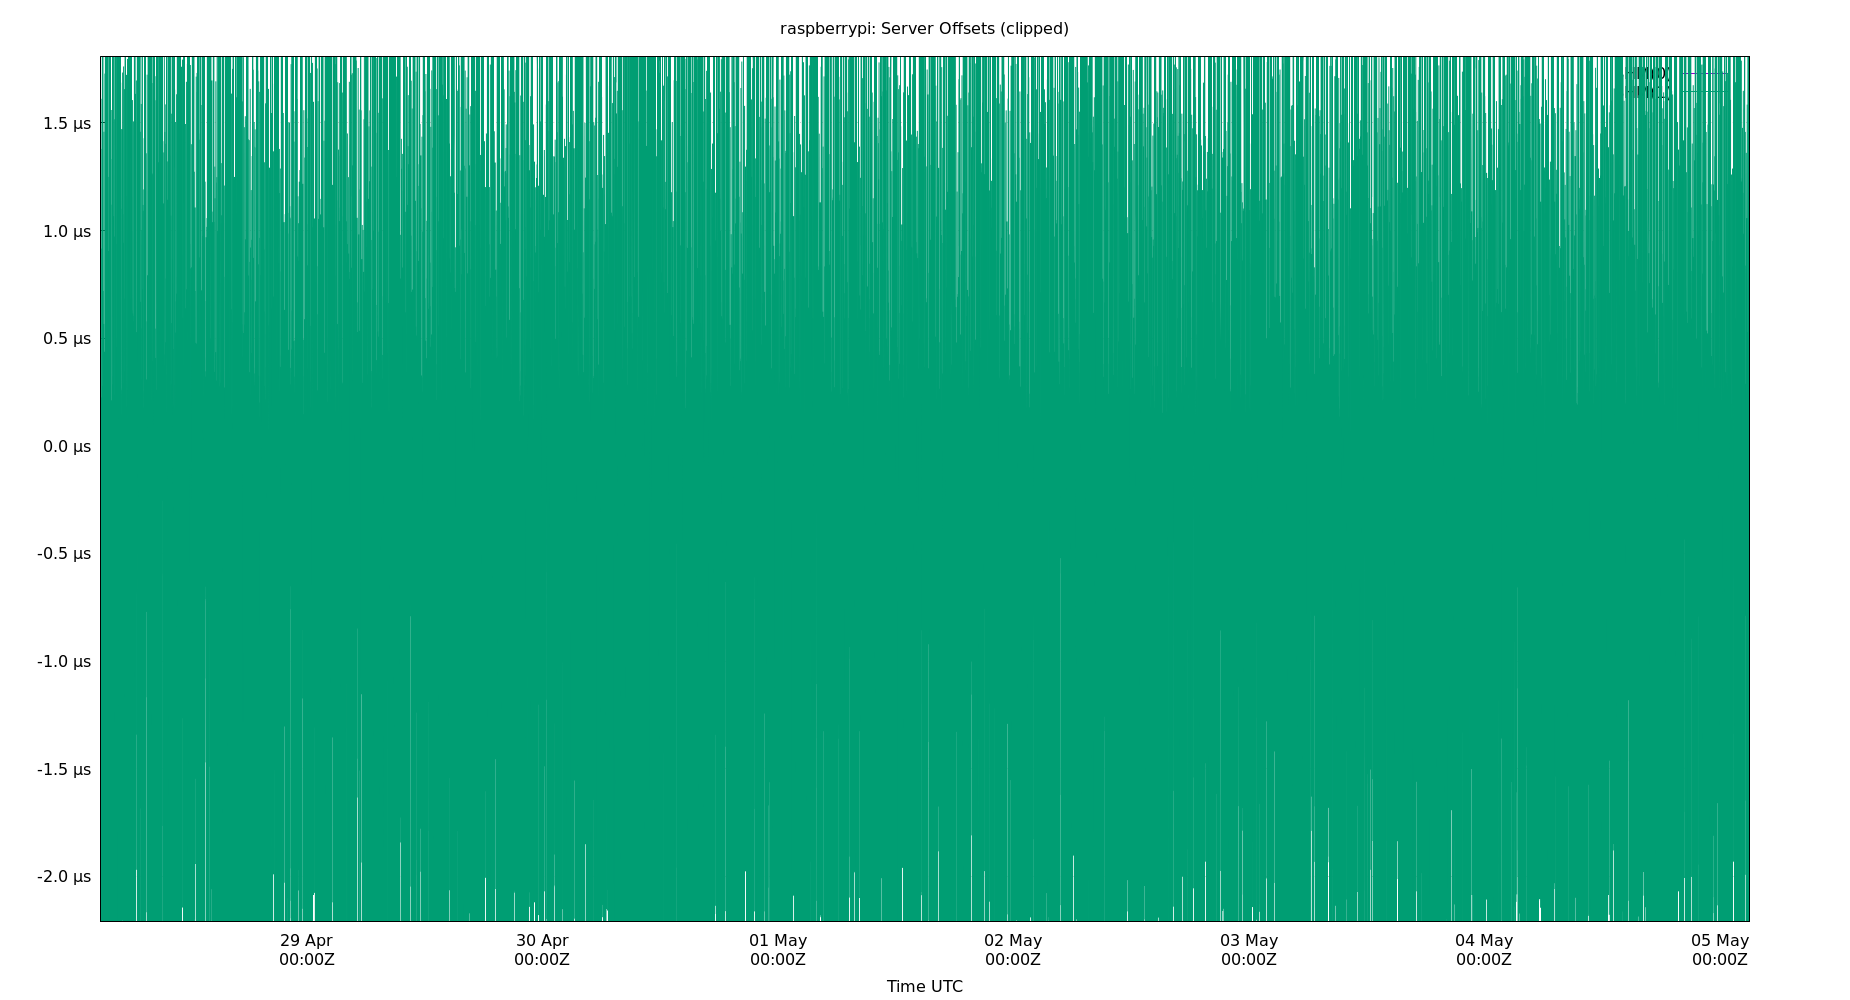 raspberrypi: Server Offsets (clipped)
1.5 µs
1.0 µs
0.5 µs
0.0 µs
-0.5 µs
-1.0 µs
-1.5 µs
-2.0 µs
29 Apr 30 Apr 01 May 02 May 03 May 04 May 05 May
00:00Z 00:00Z 00:00Z 00:00Z 00:00Z 00:00Z 00:00Z
Time UTC